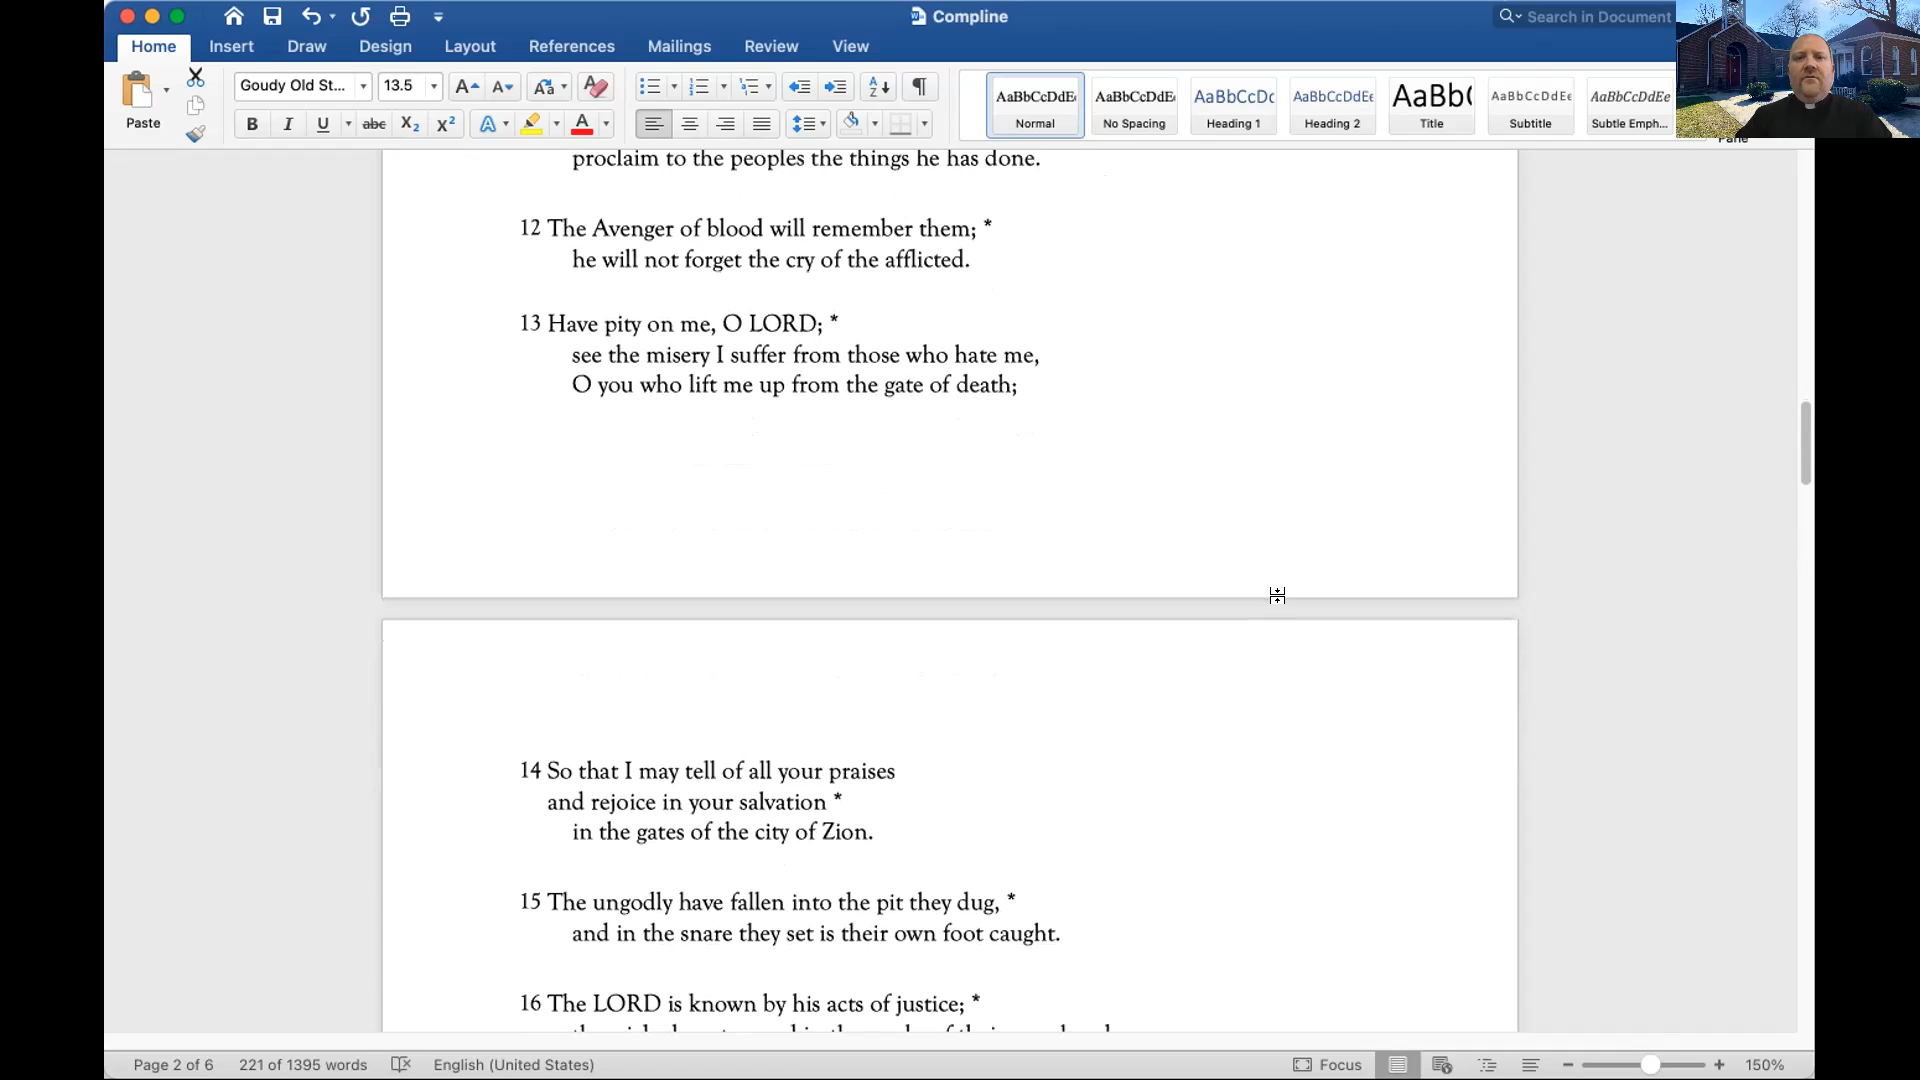 Compline
Search in Document
Home Insert Draw Design Layout References Mailings Review View
Paste
Goudy Old St... 13.5
AaBbCcDdEe AaBbCcDdEe AaBbCcDc AaBbCcDdEe AaBb( AaBbCcDdEe AaBbCcDdEe
Normal No Spacing Heading 1 Heading 2 Title Subtitle Subtle Emph...
Pane
proclaim to the peoples the things he has done.
12 The Avenger of blood will remember them; *
he will not forget the cry of the afflicted.
13 Have pity on me, O LORD; *
see the misery I suffer from those who hate me,
O you who lift me up from the gate of death;
14 So that I may tell of all your praises
and rejoice in your salvation *
in the gates of the city of Zion.
15 The ungodly have fallen into the pit they dug, *
and in the snare they set is their own foot caught.
16 The LORD is known by his acts of justice; *
Page 2 of 6 221 of 1395 words English (United States) Focus 150%